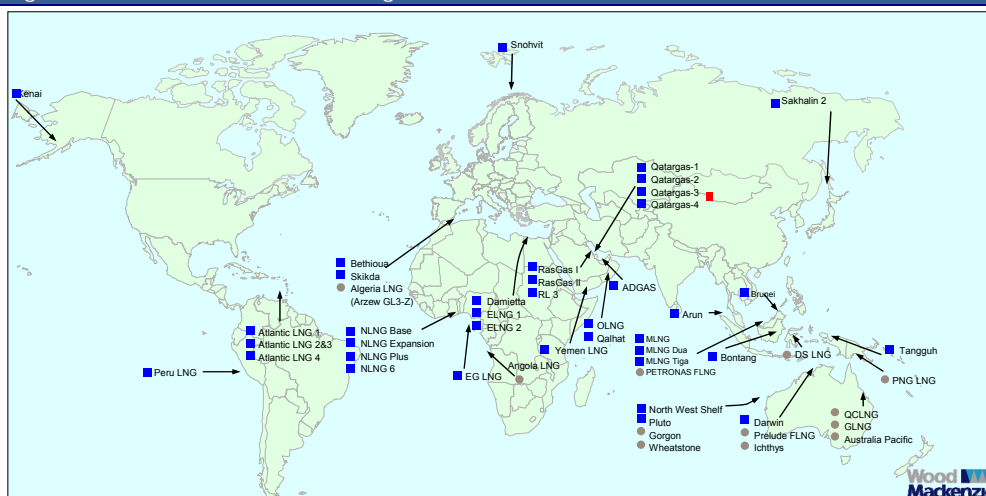 Snohvit
Kenai
Sakhalin 2
Qatargas-1
Qatargas-2
Qatargas-3
Qatargas-4
Bethioua
Skikda
Algeria LNG
(Arzew GL3-Z)
RasGas I
RasGas II
RL 3
ADGAS
Damietta
ELNG 1
ELNG 2
Brunei
Arun
Atlantic LNG 1
Atlantic LNG 2&3
Atlantic LNG 4
NLNG Base
NLNG Expansion
NLNG Plus
NLNG 6
OLNG
Qalhat
Yemen LNG
MLNG
MLNG Dua
MLNG Tiga
PETRONAS FLNG
Bontang
DS LNG
Tangguh
Peru LNG
EG LNG
Angola LNG
PNG LNG
North West Shelf
Pluto
Gorgon
Wheatstone
Darwin
Prelude FLNG
Ichthys
QCLNG
GLNG
Australia Pacific
Wood
Mackenzi